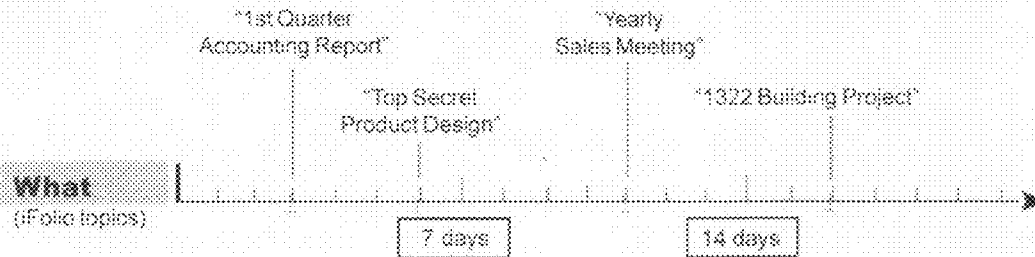 "1st Quarter
Accounting Report"
"Yearly
Sales Meeting"
"Top Secret
Product Design"
"1322 Building Project"
What
(iFolio topics)
7 days
14 days